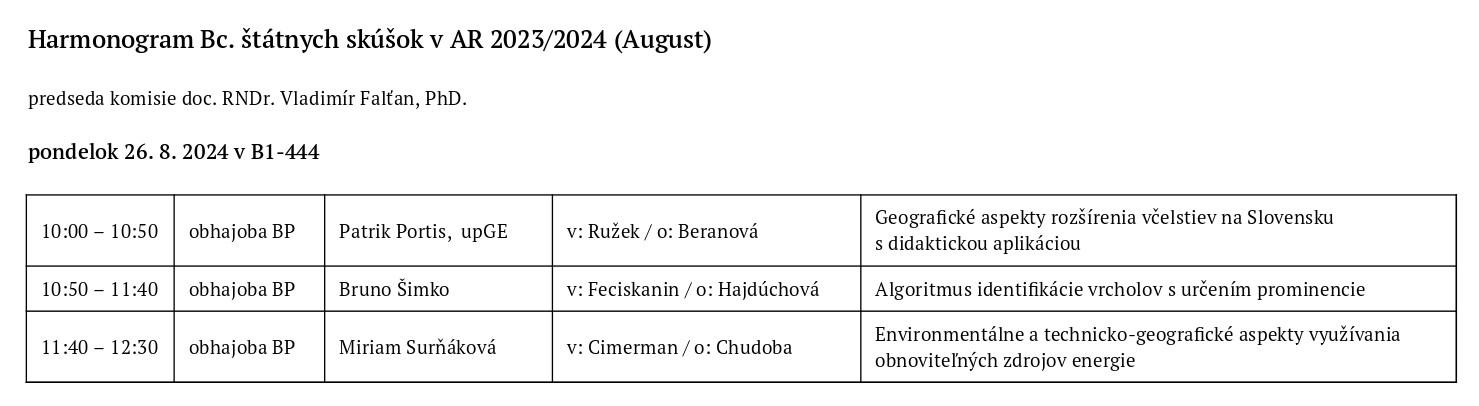 Harmonogram Bc. štátnych skúšok v AR 2023/2024 (August)
predseda komisie doc. RNDr. Vladimír Falťan, PhD.
pondelok 26. 8. 2024 v B1-444
10:00 – 10:50 obhajoba BP Patrik Portis, upGE v: Ružek / o: Beranová Geografické aspekty rozšírenia včelstiev na Slovensku
s didaktickou aplikáciou
10:50 – 11:40 obhajoba BP Bruno Šimko v: Feciskanin / o: Hajdúchová Algoritmus identifikácie vrcholov s určením prominencie
11:40 – 12:30 obhajoba BP Miriam Surňáková v: Cimerman / o: Chudoba Environmentálne a technicko-geografické aspekty využívania
obnoviteľných zdrojov energie